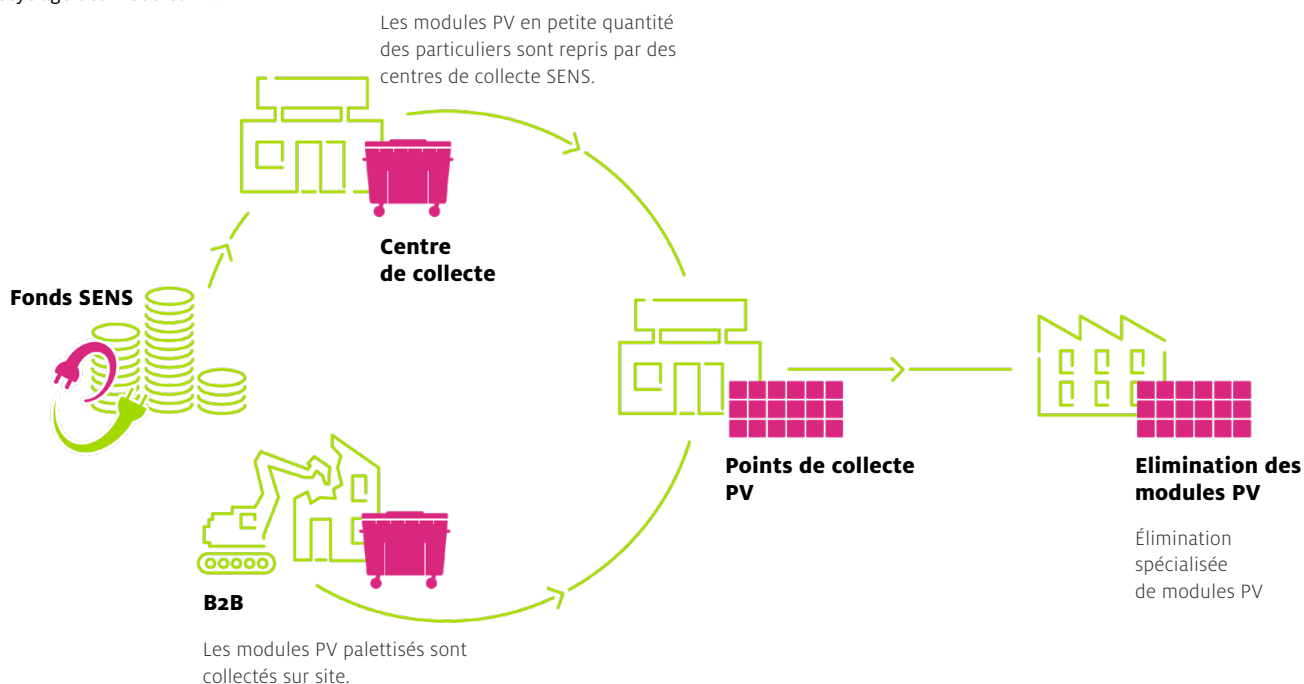 Les modules PV en petite quantité
des particuliers sont repris par des
centres de collecte SENS.
Centre
de collecte
Fonds SENS
Points de collecte
PV
Elimination des
modules PV
Élimination
spécialisée
de modules PV
B2B
Les modules PV palettisés sont
collectés sur site.